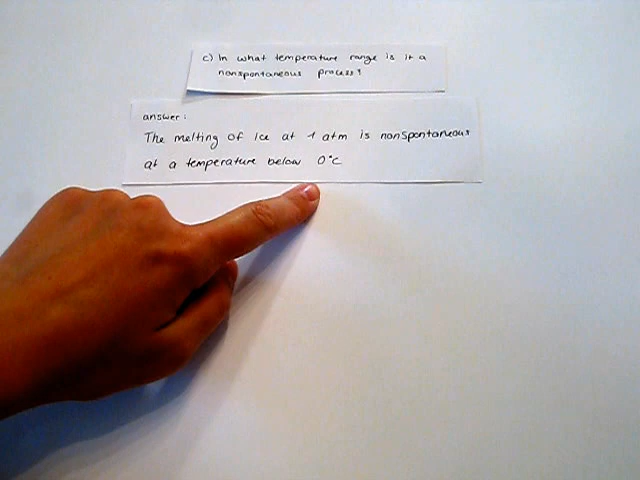 c) In what temperature range is it a
nonspontaneous process?
answer:
The melting of Ice at 1 atm is nonspontaneous
at a temperature below 0°C